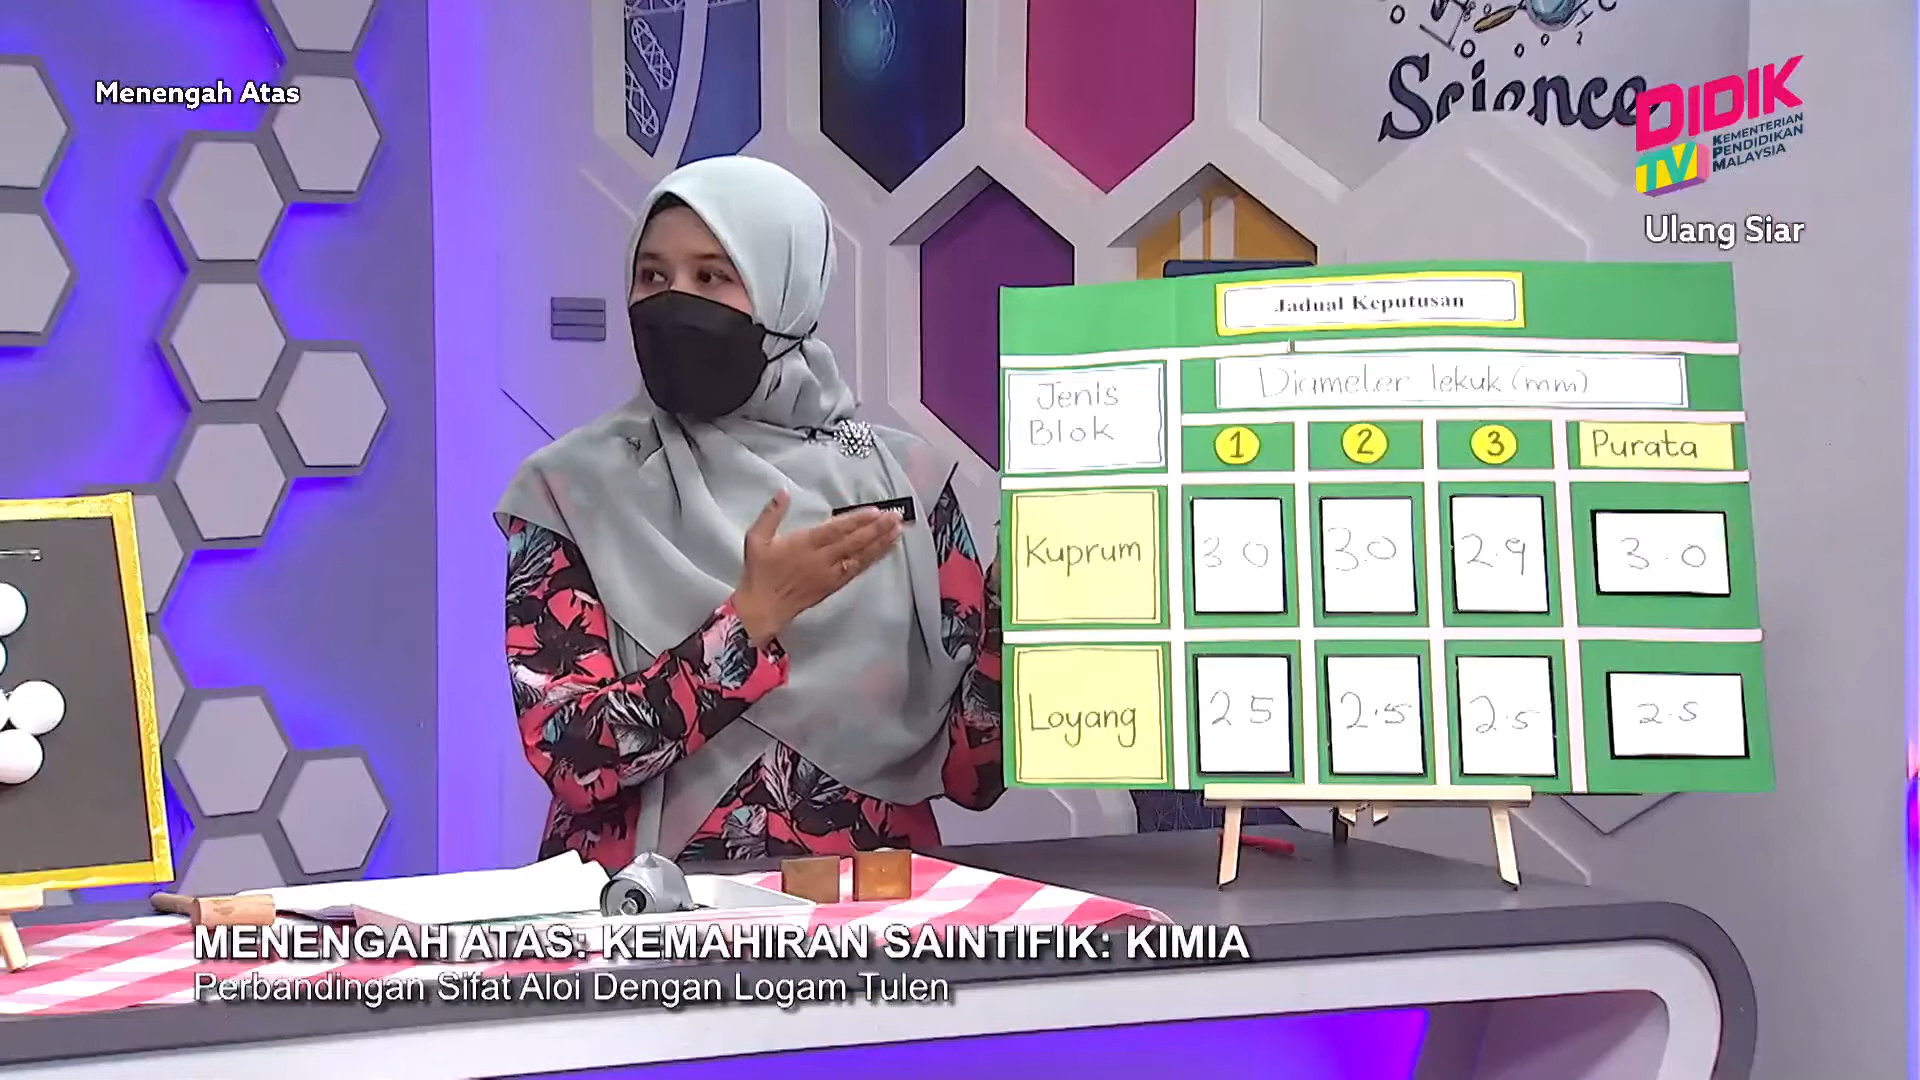 Menengah Atas
Science
DIDIK
TV
KEMENTERIAN
PENDIDIKAN
MALAYSIA
Ulang Siar
Jadual Keputusan
Jenis
Blok
Diameter lekuk (mm)
1 2 3 Purata
Kuprum 3.0 3.0 2.9 3.0
Loyang 2.5 2.5 2.5 2.5
MENENGAH ATAS: KEMAHIRAN SAINTIFIK: KIMIA
Perbandingan Sifat Aloi Dengan Logam Tulen